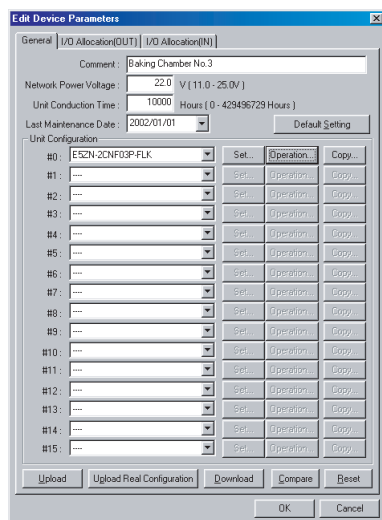 Edit Device Parameters
General I/O Allocation(OUT) I/O Allocation(IN)
Comment : Baking Chamber No.3
Network Power Voltage : 22.0 V ( 11.0 - 25.0V )
Unit Conduction Time : 10000 Hours ( 0 - 429496729 Hours )
Last Maintenance Date : 2002/01/01 Default Setting
Unit Configuration
#0 : E5ZN-2CNF03P-FLK Set... Operation... Copy...
#1 : ---- Set... Operation... Copy...
#2 : ---- Set... Operation... Copy...
#3 : ---- Set... Operation... Copy...
#4 : ---- Set... Operation... Copy...
#5 : ---- Set... Operation... Copy...
#6 : ---- Set... Operation... Copy...
#7 : ---- Set... Operation... Copy...
#8 : ---- Set... Operation... Copy...
#9 : ---- Set... Operation... Copy...
#10 : ---- Set... Operation... Copy...
#11 : ---- Set... Operation... Copy...
#12 : ---- Set... Operation... Copy...
#13 : ---- Set... Operation... Copy...
#14 : ---- Set... Operation... Copy...
#15 : ---- Set... Operation... Copy...
Upload Upload Real Configuration Download Compare Reset
OK Cancel